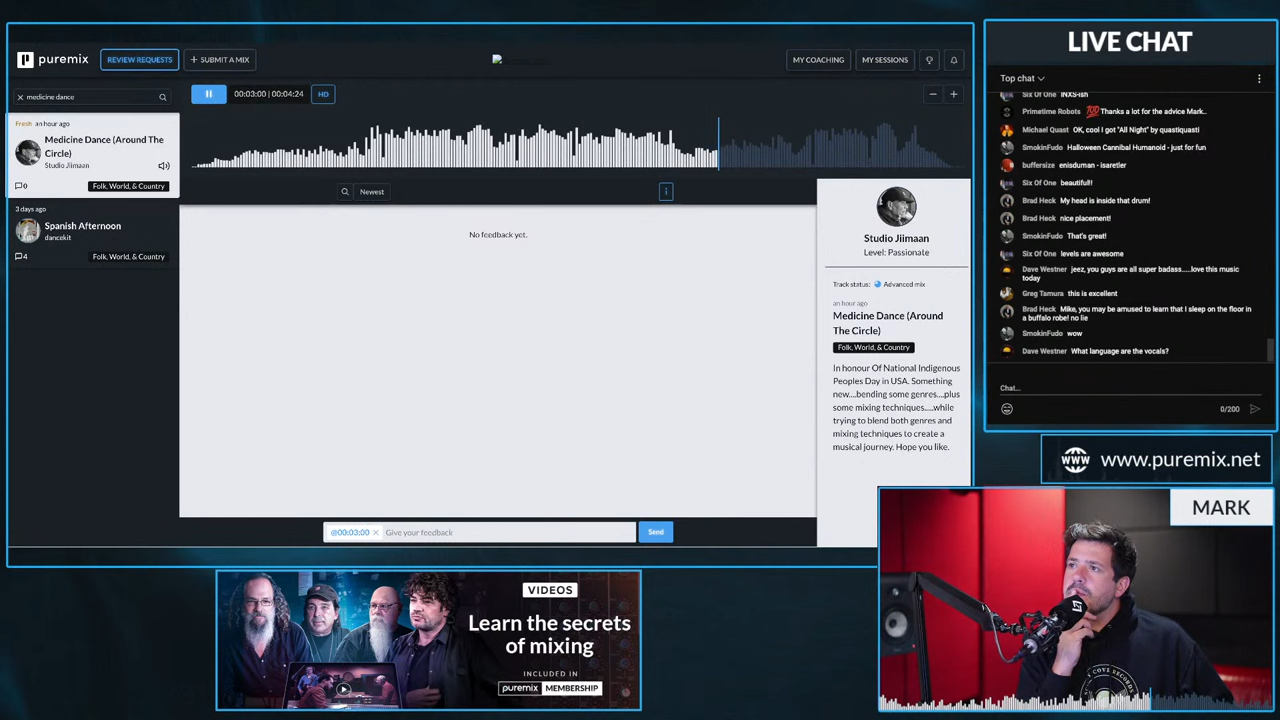 puremix
REVIEW REQUESTS
+ SUBMIT A MIX
MY COACHING
MY SESSIONS
× medicine dance
00:03:00 | 00:04:24
HD
Fresh an hour ago
Medicine Dance (Around The
Circle)
Studio Jiimaan
0
Folk, World, & Country
3 days ago
Spanish Afternoon
dancekit
4
Folk, World, & Country
Newest
No feedback yet.
@00:03:00 ×
Give your feedback
Send
Studio Jiimaan
Level: Passionate
Track status: Advanced mix
an hour ago
Medicine Dance (Around
The Circle)
Folk, World, & Country
In honour Of National Indigenous
Peoples Day in USA. Something
new....bending some genres....plus
some mixing techniques.....while
trying to blend both genres and
mixing techniques to create a
musical journey. Hope you like.
LIVE CHAT
Top chat
Six Of One INXS-ish
Primetime Robots 💯 Thanks a lot for the advice Mark..
Michael Quast OK, cool I got "All Night" by quastiquasti
SmokinFudo Halloween Cannibal Humanoid - just for fun
buffersize enisduman - isaretler
Six Of One beautiful!!
Brad Heck My head is inside that drum!
Brad Heck nice placement!
SmokinFudo That's great!
Six Of One levels are awesome
Dave Westner jeez, you guys are all super badass.....love this music
today
Greg Tamura this is excellent
Brad Heck Mike, you may be amused to learn that I sleep on the floor in
a buffalo robe! no lie
SmokinFudo wow
Dave Westner What language are the vocals?
Chat...
0/200
WWW
www.puremix.net
MARK
VIDEOS
Learn the secrets
of mixing
INCLUDED IN
puremix MEMBERSHIP